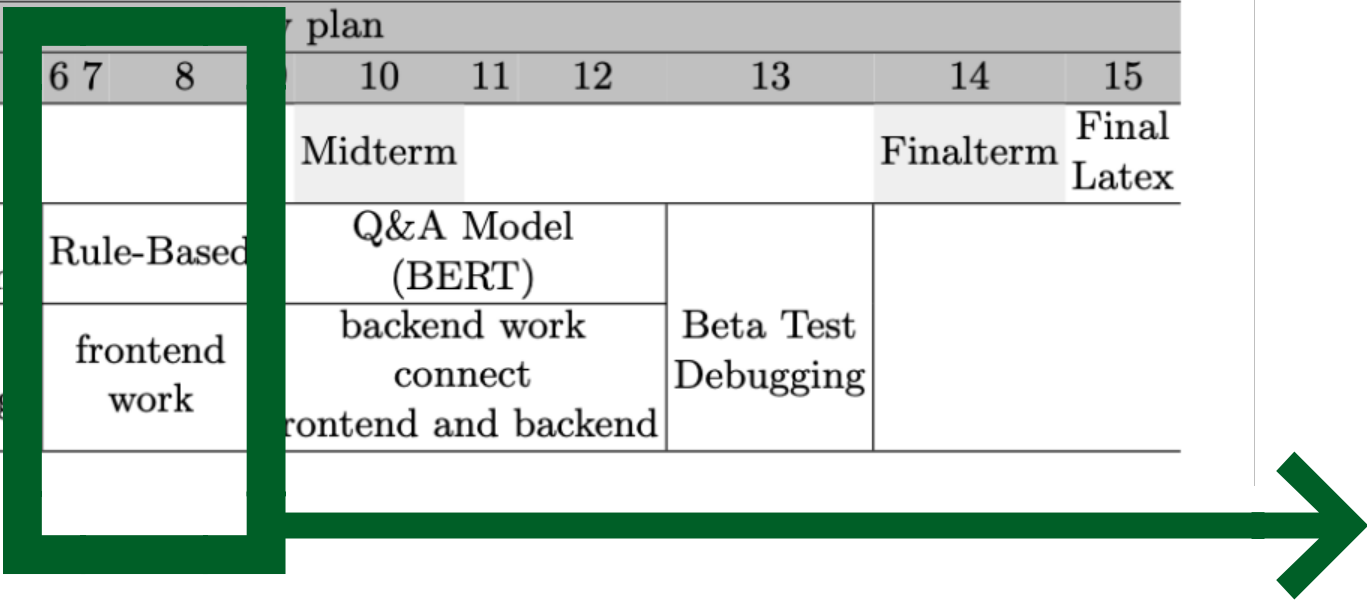 plan
6 7 8 10 11 12 13 14 15
Midterm Finalterm Final
Latex
Rule-Based Q&A Model
(BERT)
frontend
work
backend work
connect
rontend and backend
Beta Test
Debugging